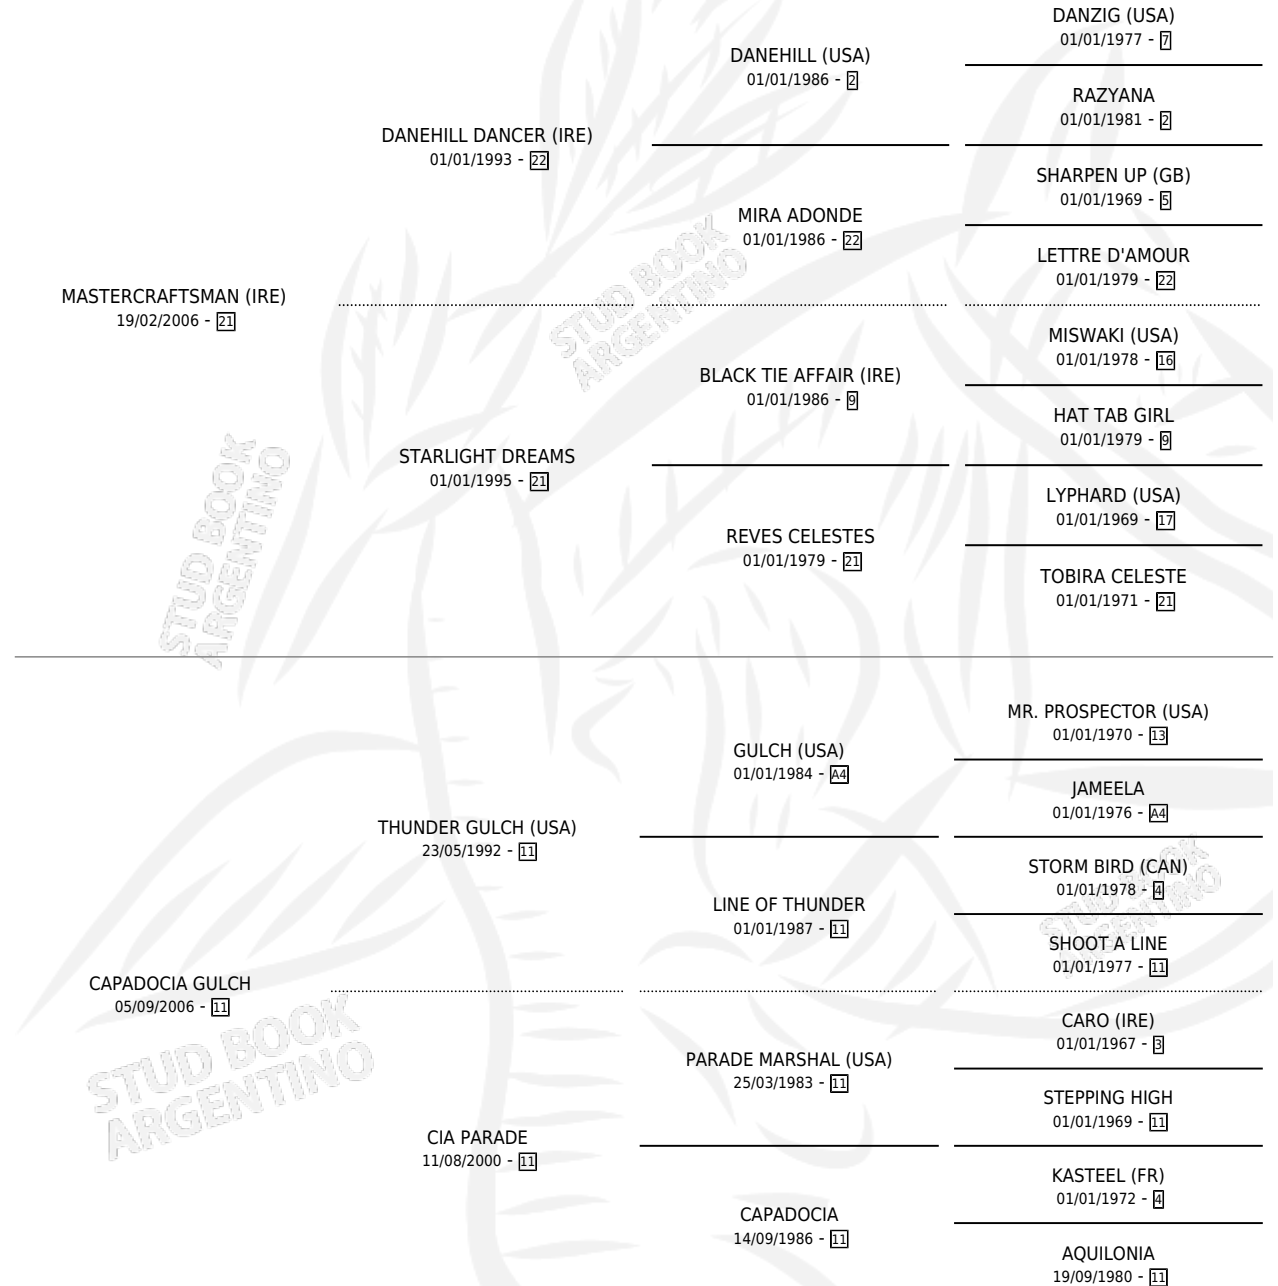 DANZIG (USA)
01/01/1977 - 7
DANEHILL (USA)
01/01/1986 - 2
RAZYANA
01/01/1981 - 2
DANEHILL DANCER (IRE)
01/01/1993 - 22
SHARPEN UP (GB)
01/01/1969 - 5
MIRA ADONDE
01/01/1986 - 22
LETTRE D'AMOUR
01/01/1979 - 22
MASTERCRAFTSMAN (IRE)
19/02/2006 - 21
MISWAKI (USA)
01/01/1978 - 16
BLACK TIE AFFAIR (IRE)
01/01/1986 - 9
HAT TAB GIRL
01/01/1979 - 9
STARLIGHT DREAMS
01/01/1995 - 21
LYPHARD (USA)
01/01/1969 - 17
REVES CELESTES
01/01/1979 - 21
TOBIRA CELESTE
01/01/1971 - 21
MR. PROSPECTOR (USA)
01/01/1970 - 13
GULCH (USA)
01/01/1984 - A4
JAMEELA
01/01/1976 - A4
THUNDER GULCH (USA)
23/05/1992 - 11
STORM BIRD (CAN)
01/01/1978 - 4
LINE OF THUNDER
01/01/1987 - 11
SHOOT A LINE
01/01/1977 - 11
CAPADOCIA GULCH
05/09/2006 - 11
CARO (IRE)
01/01/1967 - 3
PARADE MARSHAL (USA)
25/03/1983 - 11
STEPPING HIGH
01/01/1969 - 11
CIA PARADE
11/08/2000 - 11
KASTEEL (FR)
01/01/1972 - 4
CAPADOCIA
14/09/1986 - 11
AQUILONIA
19/09/1980 - 11
STUD BOOK
ARGENTINO
STUD BOOK
ARGENTINO
STUD BOOK
ARGENTINO
STUD BOOK
ARGENTINO